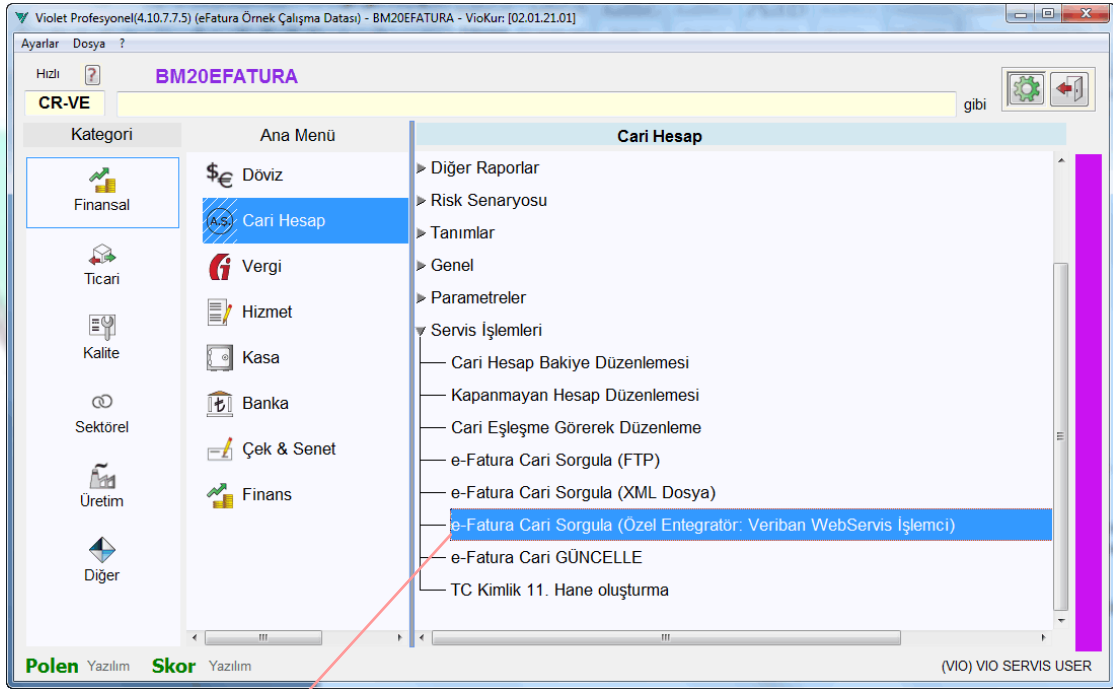 Violet Profesyonel(4.10.7.7.5) (eFatura Örnek Çalışma Datası) - BM20EFATURA - VioKur: [02.01.21.01]
Ayarlar Dosya ?
Hızlı ? BM20EFATURA
CR-VE gibi
Kategori Ana Menü Cari Hesap
Finansal
Ticari
Kalite
Sektörel
Üretim
Diğer
Döviz
A.S. Cari Hesap
Vergi
Hizmet
Kasa
Banka
Çek & Senet
Finans
Diğer Raporlar
Risk Senaryosu
Tanımlar
Genel
Parametreler
Servis İşlemleri
Cari Hesap Bakiye Düzenlemesi
Kapanmayan Hesap Düzenlemesi
Cari Eşleşme Görerek Düzenleme
e-Fatura Cari Sorgula (FTP)
e-Fatura Cari Sorgula (XML Dosya)
e-Fatura Cari Sorgula (Özel Entegratör: Veriban WebServis İşlemci)
e-Fatura Cari GÜNCELLE
TC Kimlik 11. Hane oluşturma
Polen Yazılım Skor Yazılım (VIO) VIO SERVIS USER